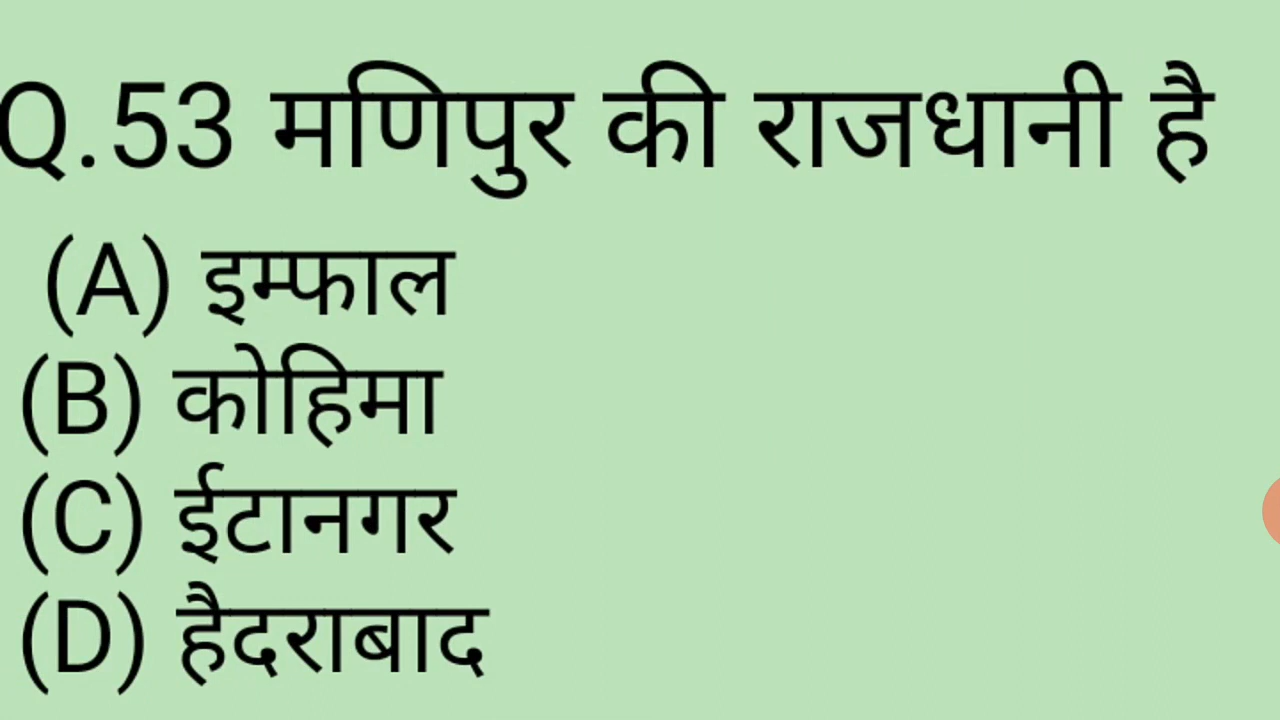 Q.53 मणिपुर की राजधानी है
(A) इम्फाल
(B) कोहिमा
(C) ईटानगर
(D) हैदराबाद